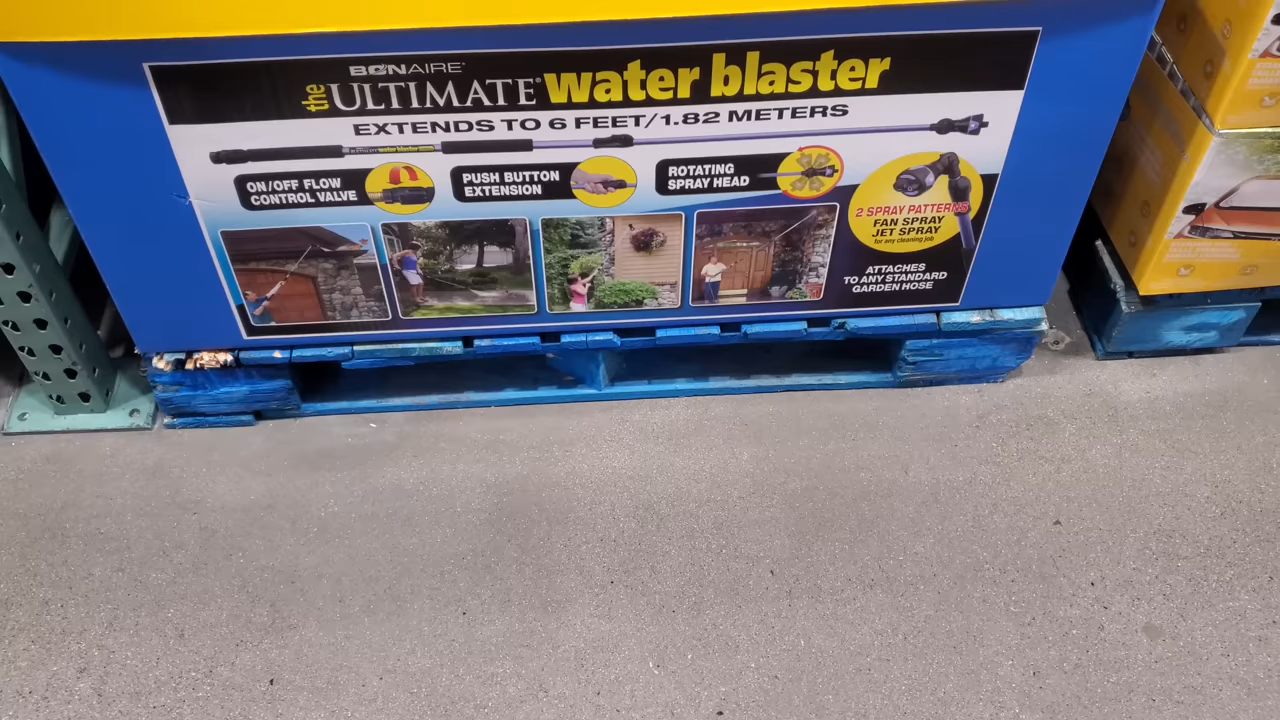 BONAIRE®
the ULTIMATE® water blaster
EXTENDS TO 6 FEET/1.82 METERS
ON/OFF FLOW
CONTROL VALVE
PUSH BUTTON
EXTENSION
ROTATING
SPRAY HEAD
2 SPRAY PATTERNS
FAN SPRAY
JET SPRAY
for any cleaning job
ATTACHES
TO ANY STANDARD
GARDEN HOSE